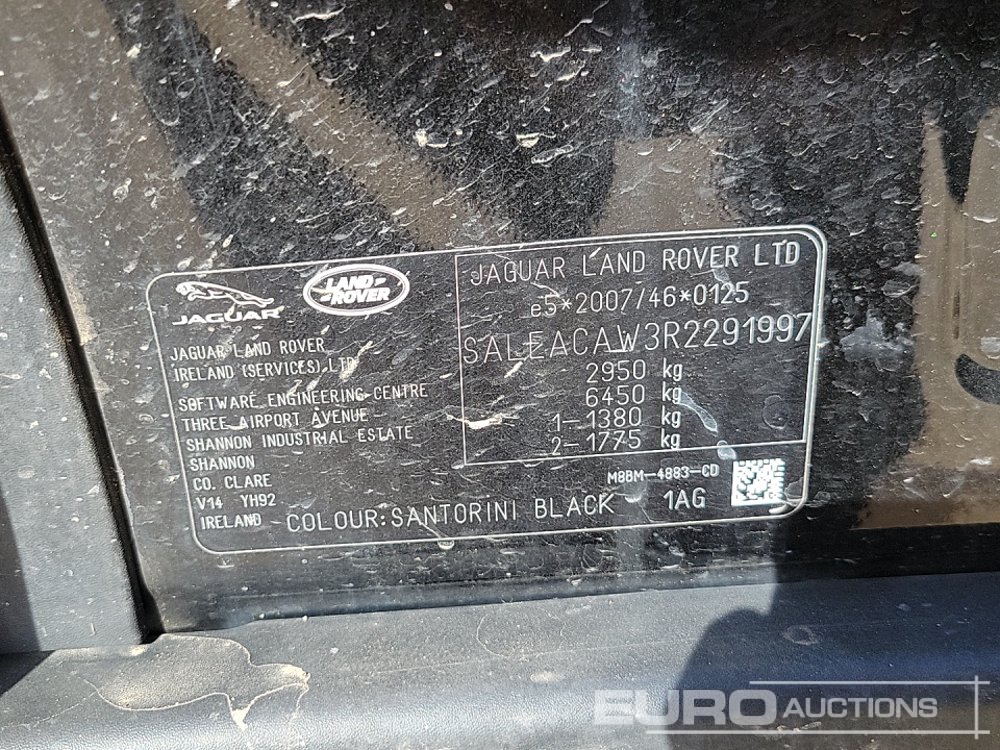 JAGUAR
LAND ROVER
JAGUAR LAND ROVER
IRELAND (SERVICES) LTD
SOFTWARE ENGINEERING CENTRE
THREE AIRPORT AVENUE
SHANNON INDUSTRIAL ESTATE
SHANNON
CO. CLARE
V14 YH92
IRELAND
JAGUAR LAND ROVER LTD
e5*2007/46*0125
SALEACAW3R2291997
2950 kg
6450 kg
1-1380 kg
2-1775 kg
M8BM-4883-CD
COLOUR:SANTORINI BLACK 1AG
EURO AUCTIONS